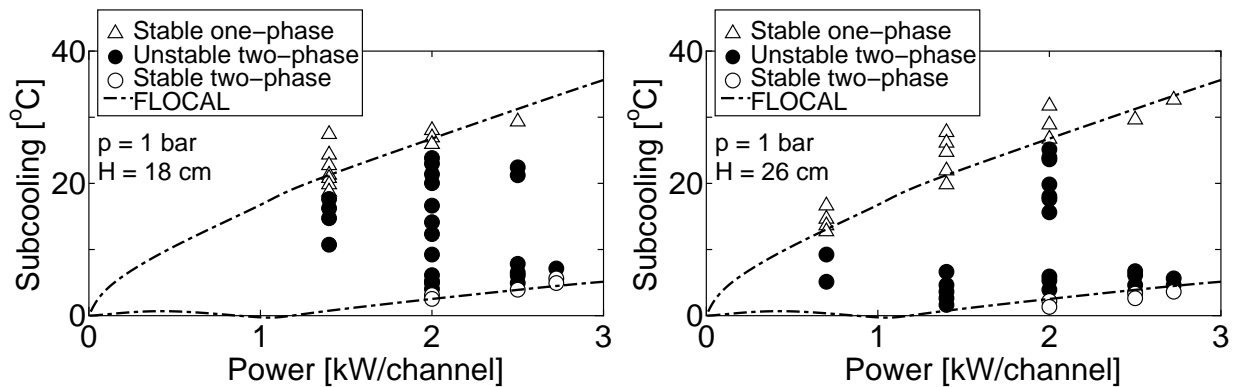 Stable one−phase
Unstable two−phase
Stable two−phase
FLOCAL
p = 1 bar
H = 18 cm
40
20
0
Subcooling [°C]
0 1 2 3
Power [kW/channel]
Stable one−phase
Unstable two−phase
Stable two−phase
FLOCAL
p = 1 bar
H = 26 cm
40
20
0
Subcooling [°C]
0 1 2 3
Power [kW/channel]